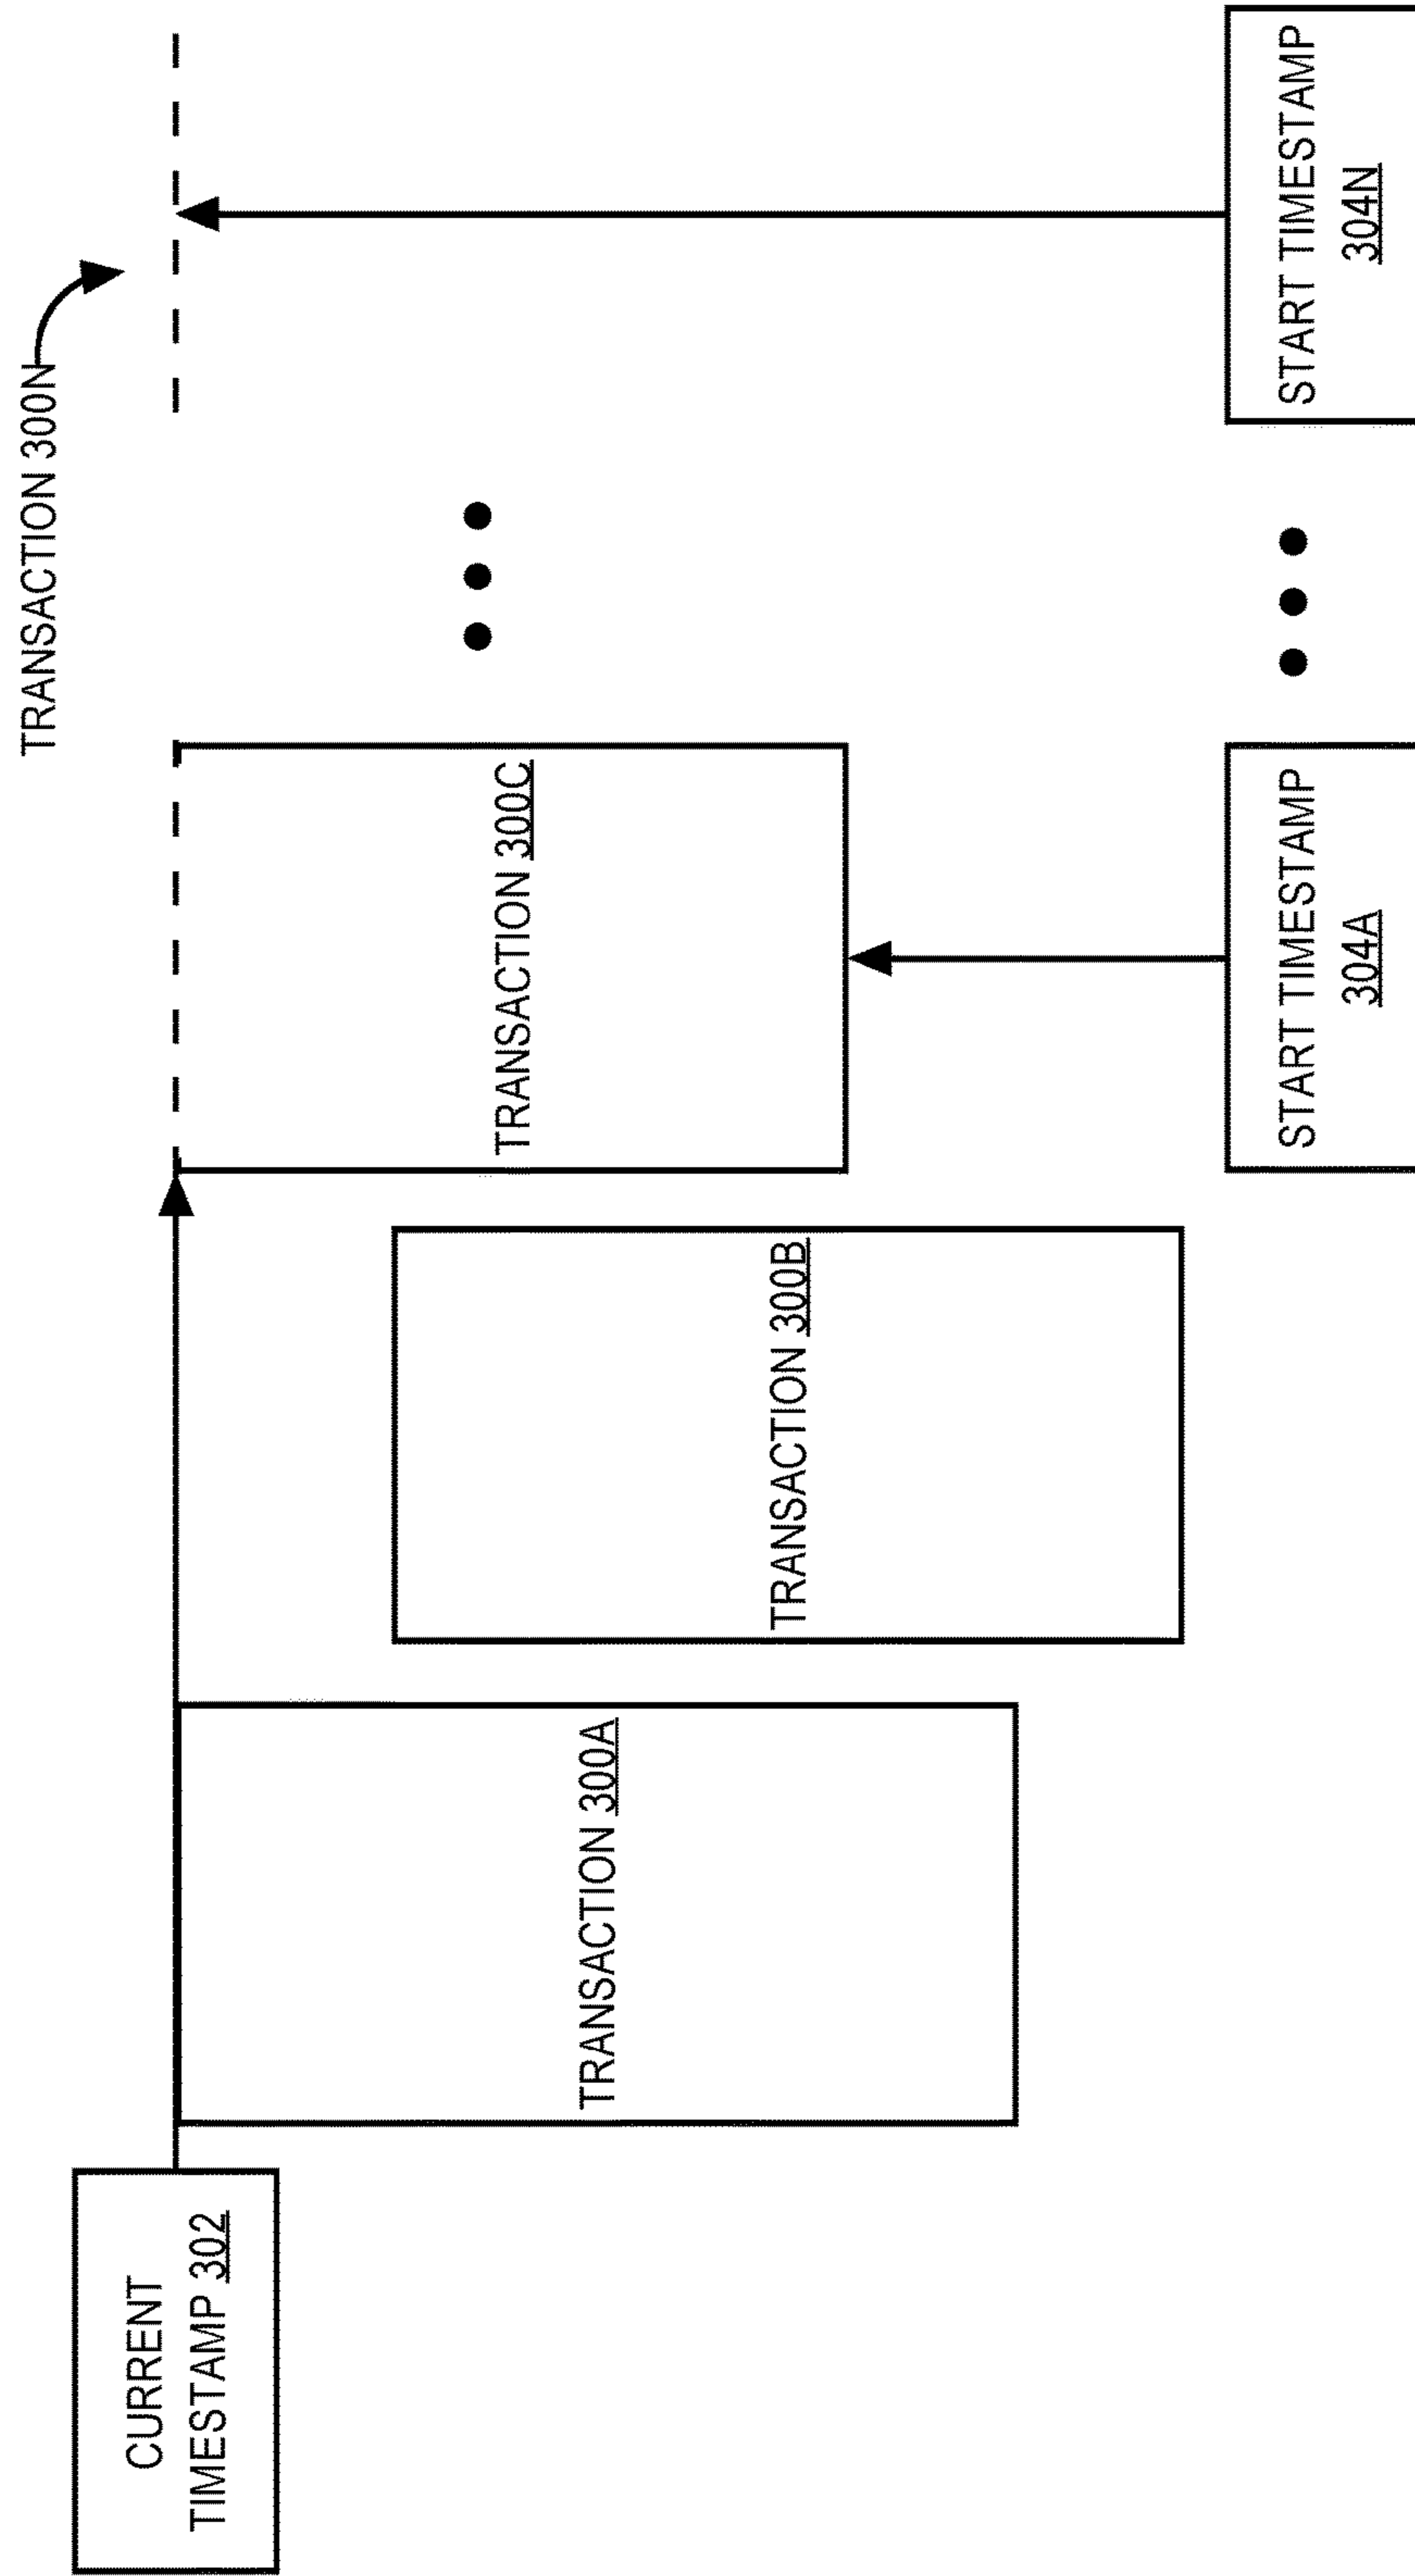 TRANSACTION 300N
CURRENT
TIMESTAMP 302
TRANSACTION 300A
TRANSACTION 300B
TRANSACTION 300C
START TIMESTAMP
304A
START TIMESTAMP
304N